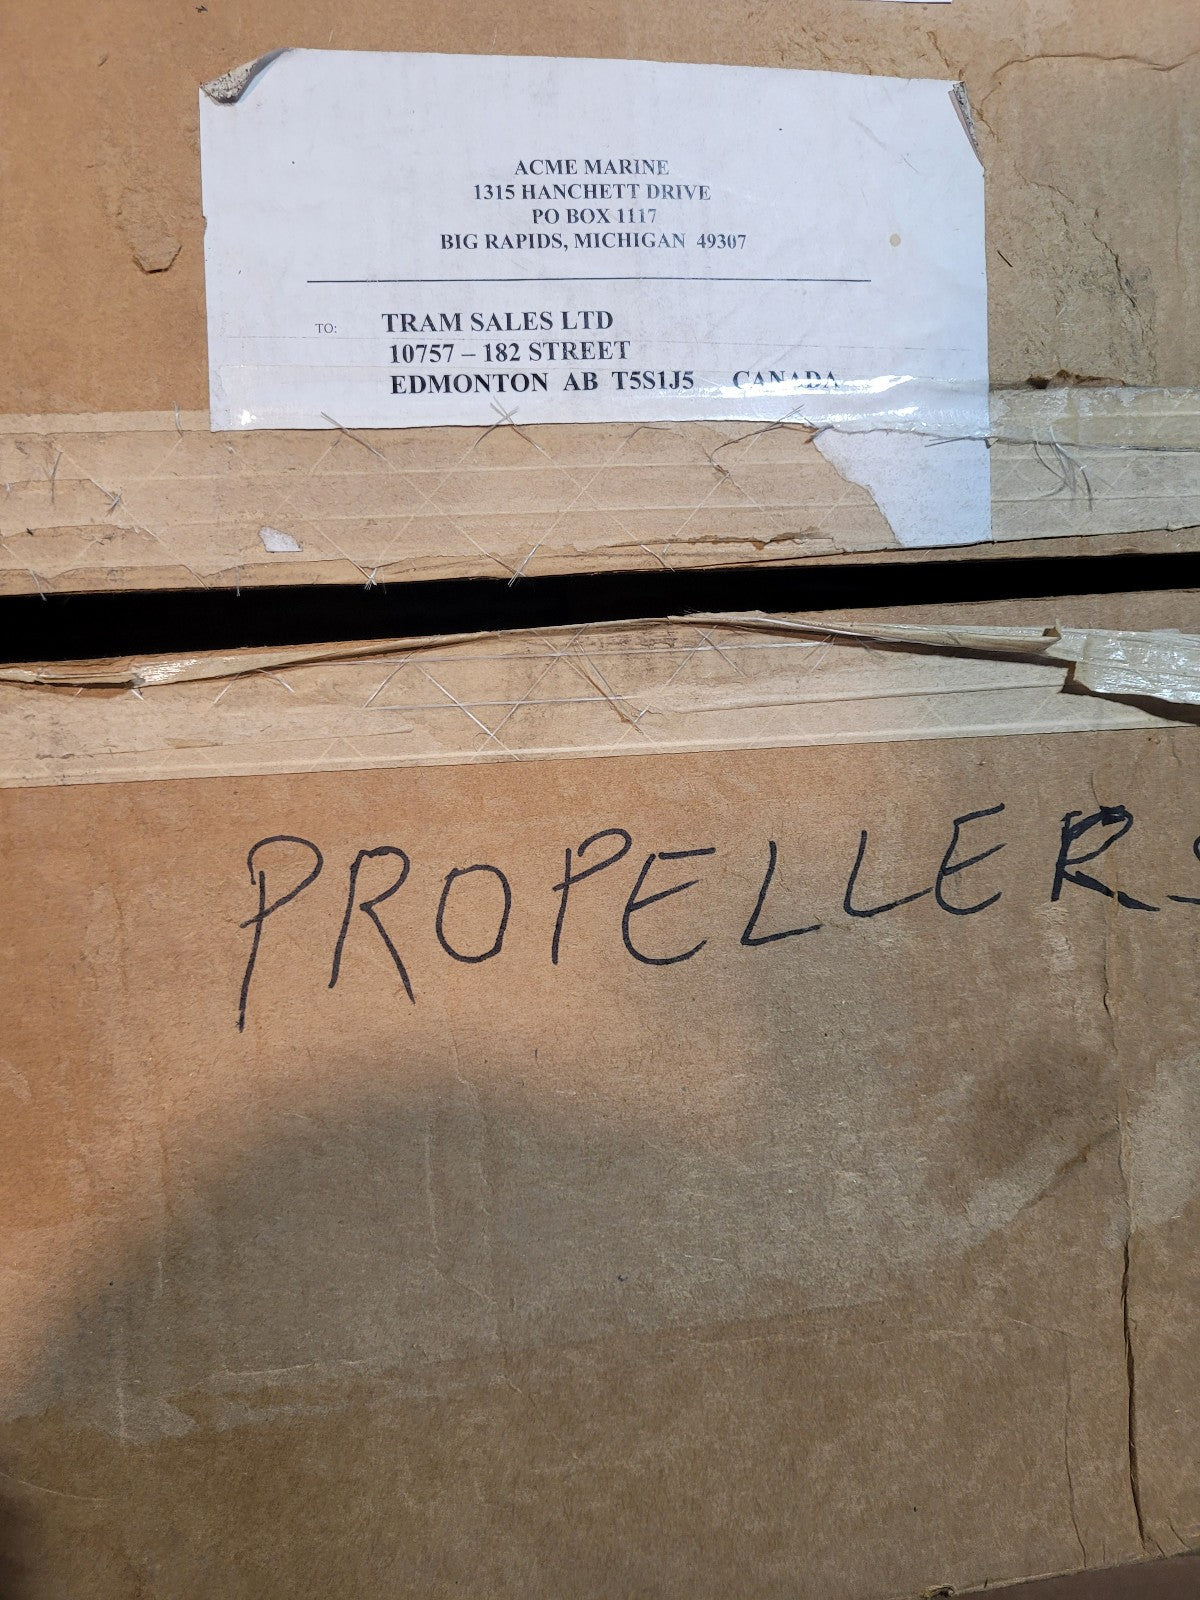 ACME MARINE
1315 HANCHETT DRIVE
PO BOX 1117
BIG RAPIDS, MICHIGAN 49307
TO: TRAM SALES LTD
10757 – 182 STREET
EDMONTON AB T5S1J5 CANADA
PROPELLERS